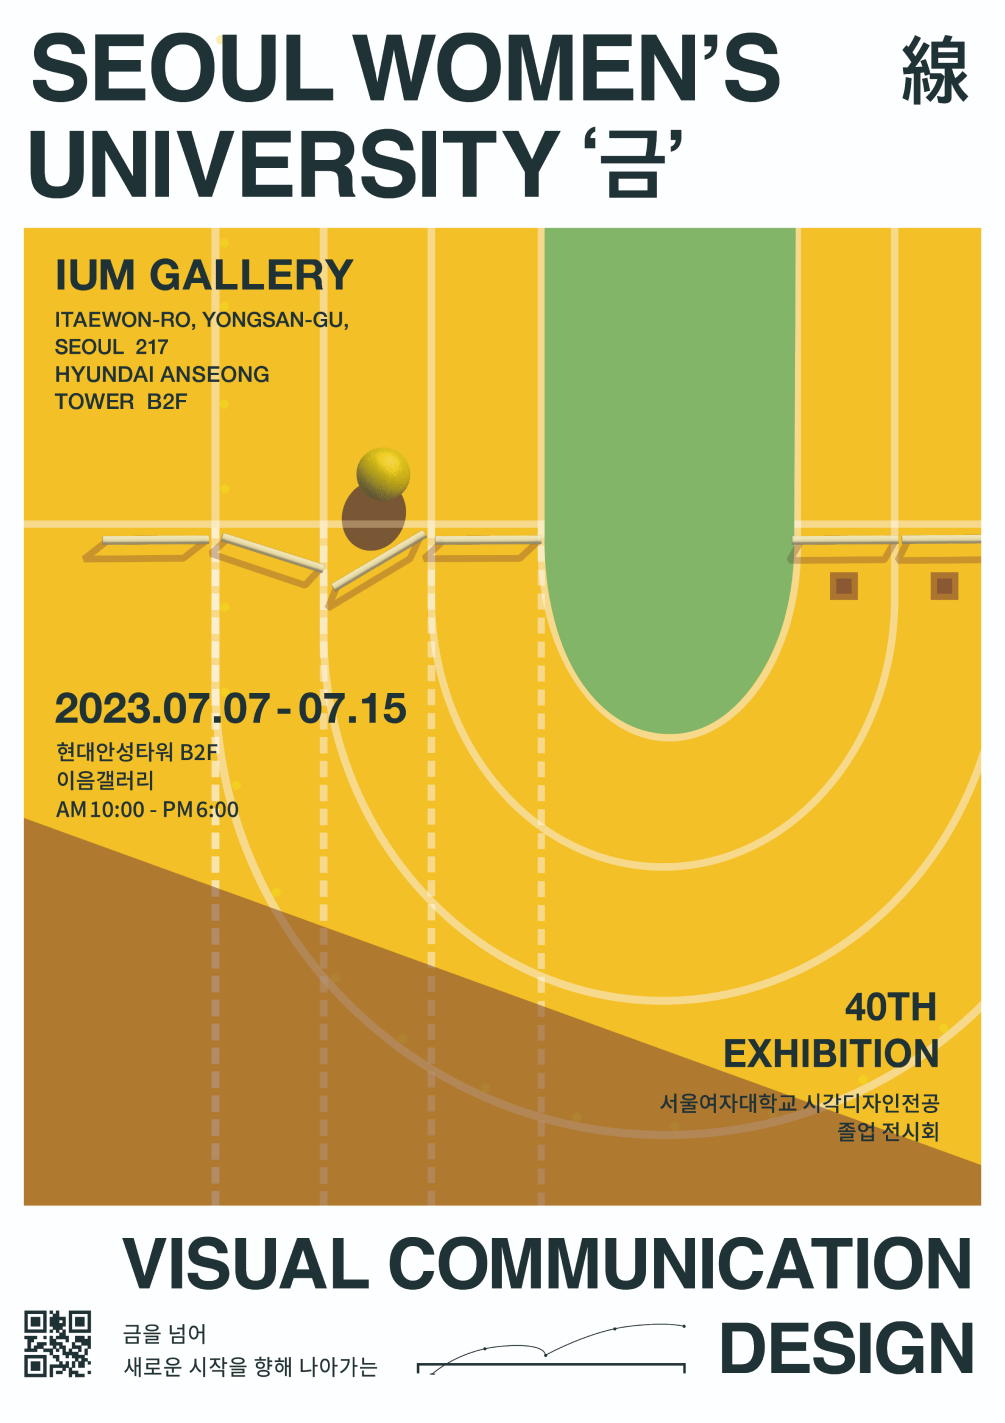 SEOUL WOMEN’S
線
UNIVERSITY ‘금’
IUM GALLERY
ITAEWON-RO, YONGSAN-GU,
SEOUL 217
HYUNDAI ANSEONG
TOWER B2F
2023.07.07 - 07.15
현대안성타워 B2F
이음갤러리
AM 10:00 - PM 6:00
40TH
EXHIBITION
서울여자대학교 시각디자인전공
졸업 전시회
VISUAL COMMUNICATION
DESIGN
금을 넘어
새로운 시작을 향해 나아가는